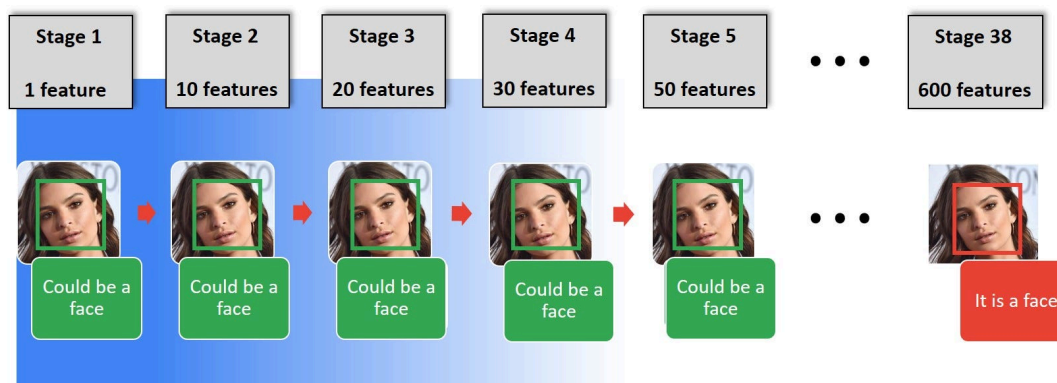 Stage 1
1 feature
Stage 2
10 features
Stage 3
20 features
Stage 4
30 features
Stage 5
50 features
Stage 38
600 features
Could be a
face
Could be a
face
Could be a
face
Could be a
face
Could be a
face
It is a face